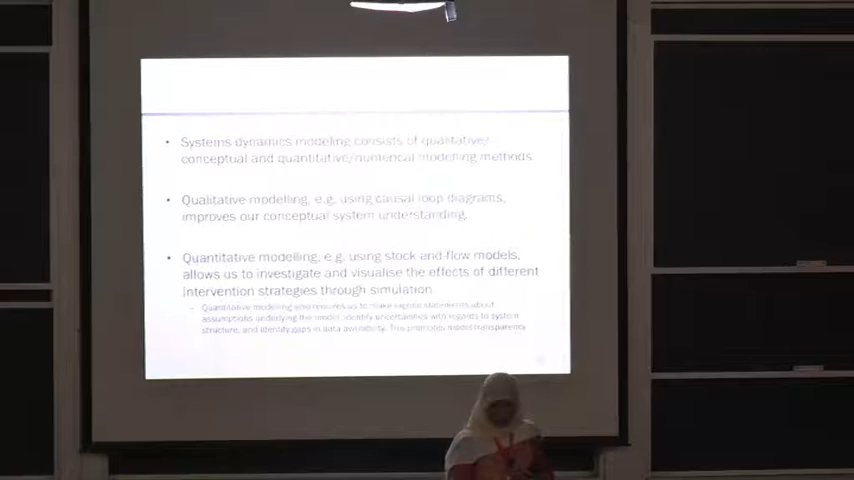 • Systems dynamics modeling consists of qualitative/
conceptual and quantitative/numerical modelling methods.
• Qualitative modelling, e.g. using causal loop diagrams,
improves our conceptual system understanding.
• Quantitative modelling, e.g. using stock-and-flow models,
allows us to investigate and visualise the effects of different
intervention strategies through simulation.
– Quantitative modelling also requires us to make explicit statements about
assumptions underlying the model, identify uncertainties with regards to system
structure, and identify gaps in data availability. This promotes model transparency.